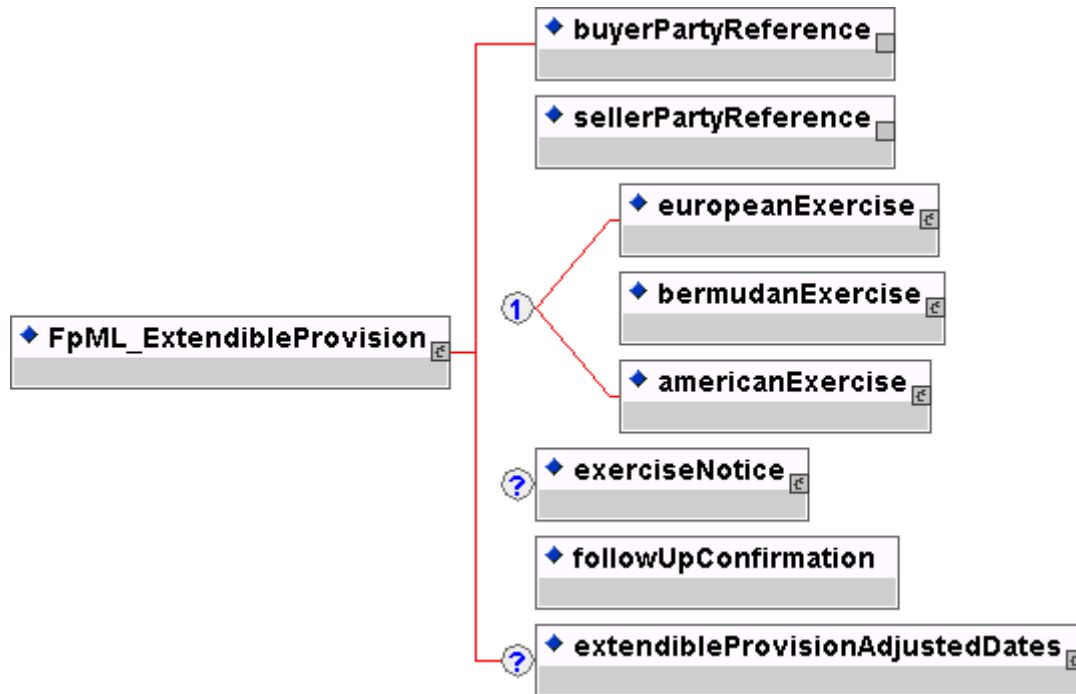 buyerPartyReference
sellerPartyReference
europeanExercise
1
bermudanExercise
FpML_ExtendibleProvision
americanExercise
?
exerciseNotice
followUpConfirmation
?
extendibleProvisionAdjustedDates